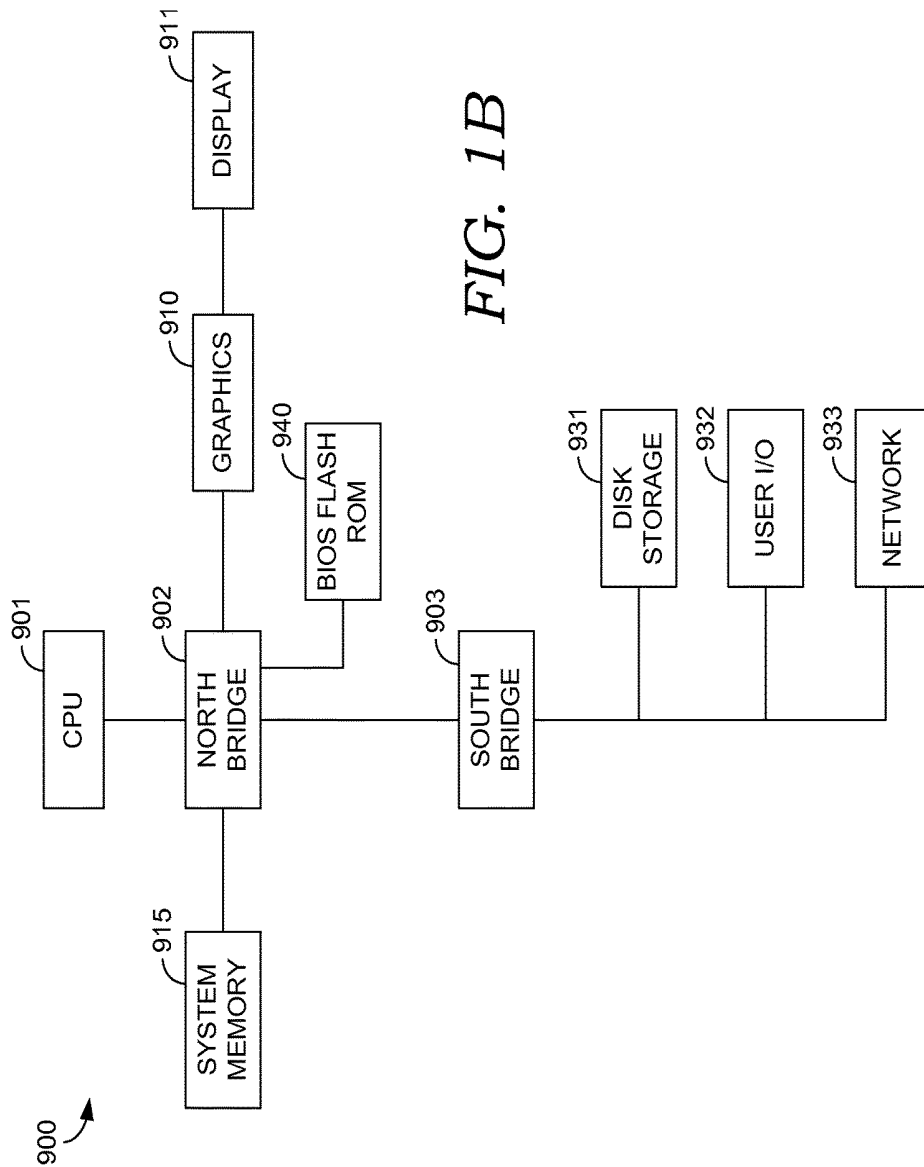 900
901
CPU
915
SYSTEM
MEMORY
902
NORTH
BRIDGE
910
GRAPHICS
911
DISPLAY
940
BIOS FLASH
ROM
903
SOUTH
BRIDGE
931
DISK
STORAGE
932
USER I/O
933
NETWORK
FIG. 1B